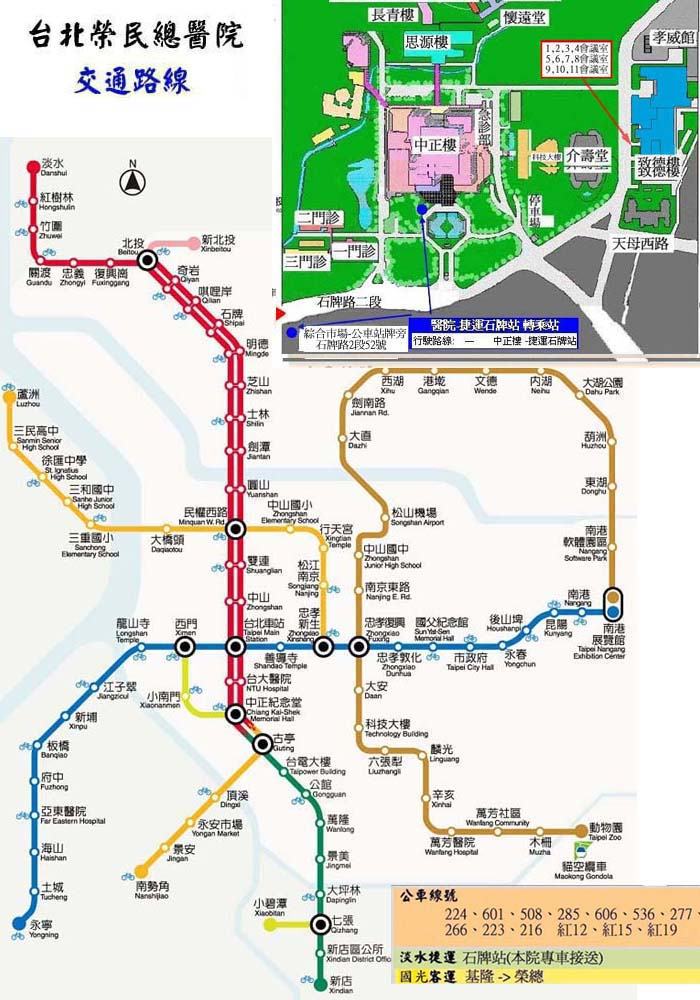 台北榮民總醫院
交通路線
長青樓
懷遠堂
思源樓
1,2,3,4會議室
5,6,7,8會議室
9,10,11會議室
孝威館
急診部
中正樓
科技大樓
介壽堂
致德樓
致德樓
二門診
一門診
三門診
停車場
天母西路
石牌路二段
綜合市場-公車站牌旁
石牌路2段52號
醫院-捷運石牌站 轉乘站
行駛路線: — 中正樓 -捷運石牌站
N
淡水
Danshui
紅樹林
Hongshulin
竹圍
Zhuwei
關渡
Guandu
忠義
Zhongyi
復興崗
Fuxinggang
北投
Beitou
新北投
Xinbeitou
奇岩
Qiyan
唭哩岸
Qilian
石牌
Shipai
明德
Mingde
芝山
Zhishan
士林
Shilin
劍潭
Jiantan
圓山
Yuanshan
民權西路
Minquan W. Rd.
雙連
Shuanglian
中山
Zhongshan
台北車站
Taipei Main
Station
台大醫院
NTU Hospital
中正紀念堂
Chiang Kai-Shek
Memorial Hall
古亭
Guting
台電大樓
Taipower Building
公館
Gongguan
萬隆
Wanlong
景美
Jingmei
大坪林
Dapinglin
七張
Qizhang
小碧潭
Xiaobitan
新店區公所
Xindian District Office
新店
Xindian
蘆洲
Luzhou
三民高中
Sanmin Senior
High School
徐匯中學
St. Ignatius
High School
三和國中
Sanhe Junior
High School
三重國小
Sanchong
Elementary School
大橋頭
Daqiaotou
中山國小
Zhongshan
Elementary School
行天宮
Xingtian
Temple
松江
南京
Songjiang
Nanjing
忠孝
新生
Zhongxiao
Xinsheng
頂溪
Dingxi
永安市場
Yongan Market
景安
Jingan
南勢角
Nanshijiao
西湖
Xihu
港墘
Gangqian
文德
Wende
內湖
Neihu
大湖公園
Dahu Park
葫洲
Huzhou
東湖
Donghu
南港
軟體園區
Nangang
Software Park
劍南路
Jiannan Rd.
大直
Dazhi
松山機場
Songshan Airport
中山國中
Zhongshan
Junior High School
南京東路
Nanjing E. Rd.
忠孝復興
Zhongxiao
Fuxing
大安
Daan
科技大樓
Technology Building
六張犁
Liuzhangli
麟光
Linguang
辛亥
Xinhai
萬芳醫院
Wanfang Hospital
萬芳社區
Wanfang Community
木柵
Muzha
動物園
Taipei Zoo
貓空纜車
Maokong Gondola
南港
Nangang
南港
展覽館
Taipei Nangang
Exhibition Center
昆陽
Kunyang
後山埤
Houshanpi
永春
Yongchun
市政府
Taipei City Hall
國父紀念館
Sun Yat-Sen
Memorial Hall
忠孝敦化
Zhongxiao
Dunhua
善導寺
Shandao Temple
西門
Ximen
小南門
Xiaonanmen
龍山寺
Longshan
Temple
江子翠
Jiangzicui
新埔
Xinpu
板橋
Banqiao
府中
Fuzhong
亞東醫院
Far Eastern Hospital
海山
Haishan
土城
Tucheng
永寧
Yongning
公車線號
224、601、508、285、606、536、277、
266、223、216 紅12、紅15、紅19
淡水捷運 石牌站(本院專車接送)
國光客運 基隆 -> 榮總